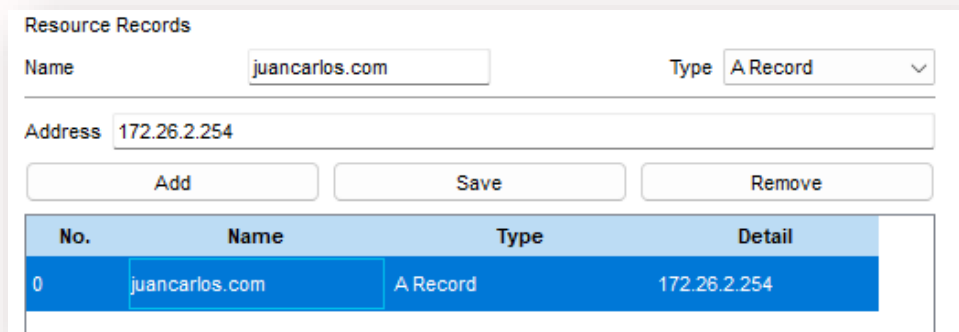 Resource Records
Name juancarlos.com Type A Record
Address 172.26.2.254
Add Save Remove
No. Name Type Detail
0 juancarlos.com A Record 172.26.2.254